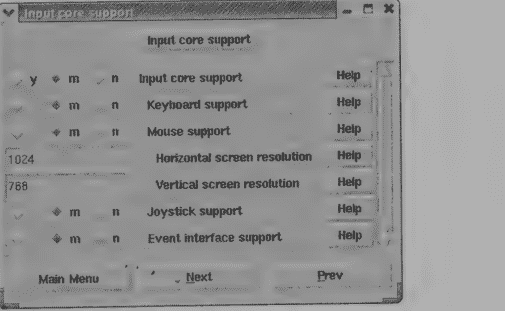 Input core support
Input core support
y m n Input core support Help
m n Keyboard support Help
m n Mouse support Help
1024 Horizontal screen resolution Help
768 Vertical screen resolution Help
m n Joystick support Help
m n Event interface support Help
Main Menu Next Prev